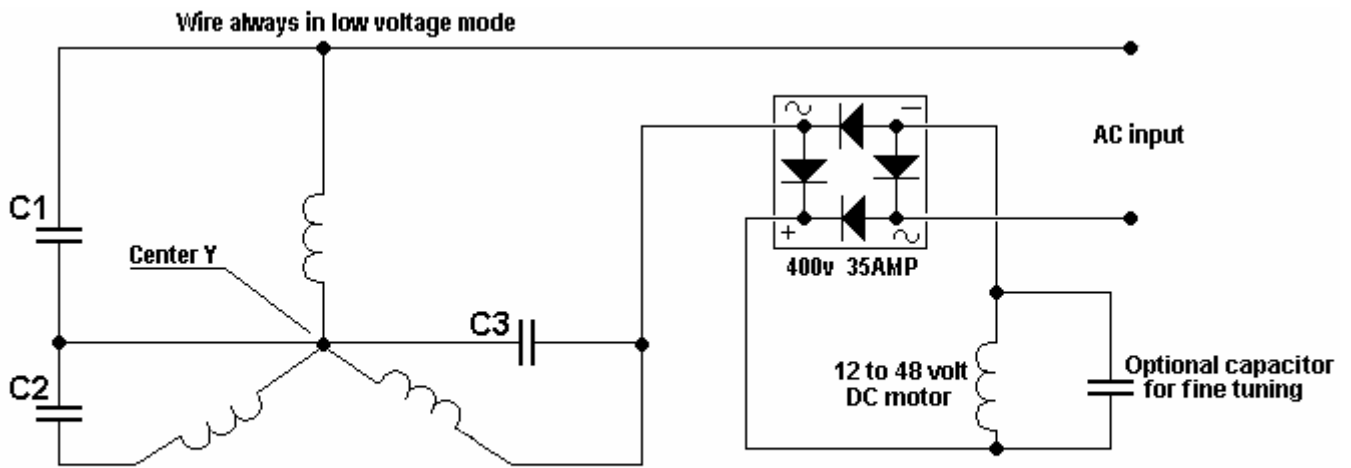 Wire always in low voltage mode
~
—
AC input
C1
+
~
Center Y
400v 35AMP
C3
C2
12 to 48 volt
DC motor
Optional capacitor
for fine tuning